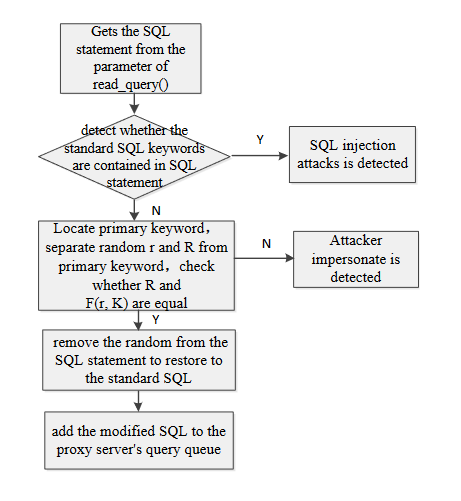 Gets the SQL
statement from the
parameter of
read_query()
detect whether the
standard SQL keywords
are contained in SQL
statement
Y
SQL injection
attacks is detected
N
Locate primary keyword，
separate random r and R from
primary keyword，check
whether R and
F(r, K) are equal
N
Attacker
impersonate is
detected
Y
remove the random from the
SQL statement to restore to
the standard SQL
add the modified SQL to the
proxy server's query queue